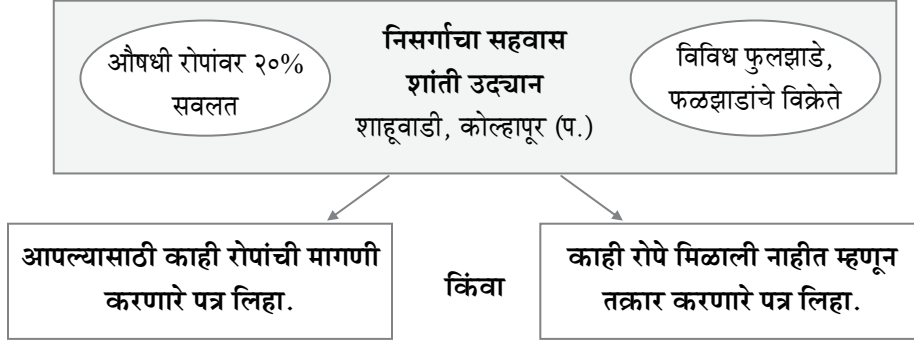 औषधी रोपांवर २०%
सवलत
निसर्गाचा सहवास
शांती उद्यान
शाहूवाडी, कोल्हापूर (प.)
विविध फुलझाडे,
फळझाडांचे विक्रेते
आपल्यासाठी काही रोपांची मागणी
करणारे पत्र लिहा.
किंवा
काही रोपे मिळाली नाहीत म्हणून
तक्रार करणारे पत्र लिहा.